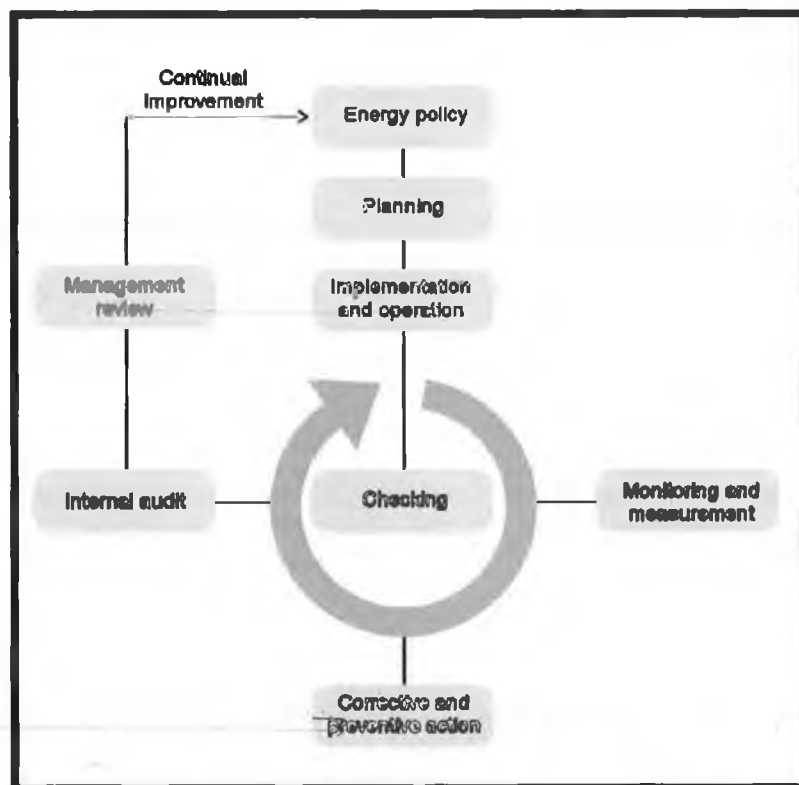 Continual
Improvement
Energy policy
Planning
Management
review
Implementation
and operation
Internal audit
Checking
Monitoring and
measurement
Corrective and
preventive action